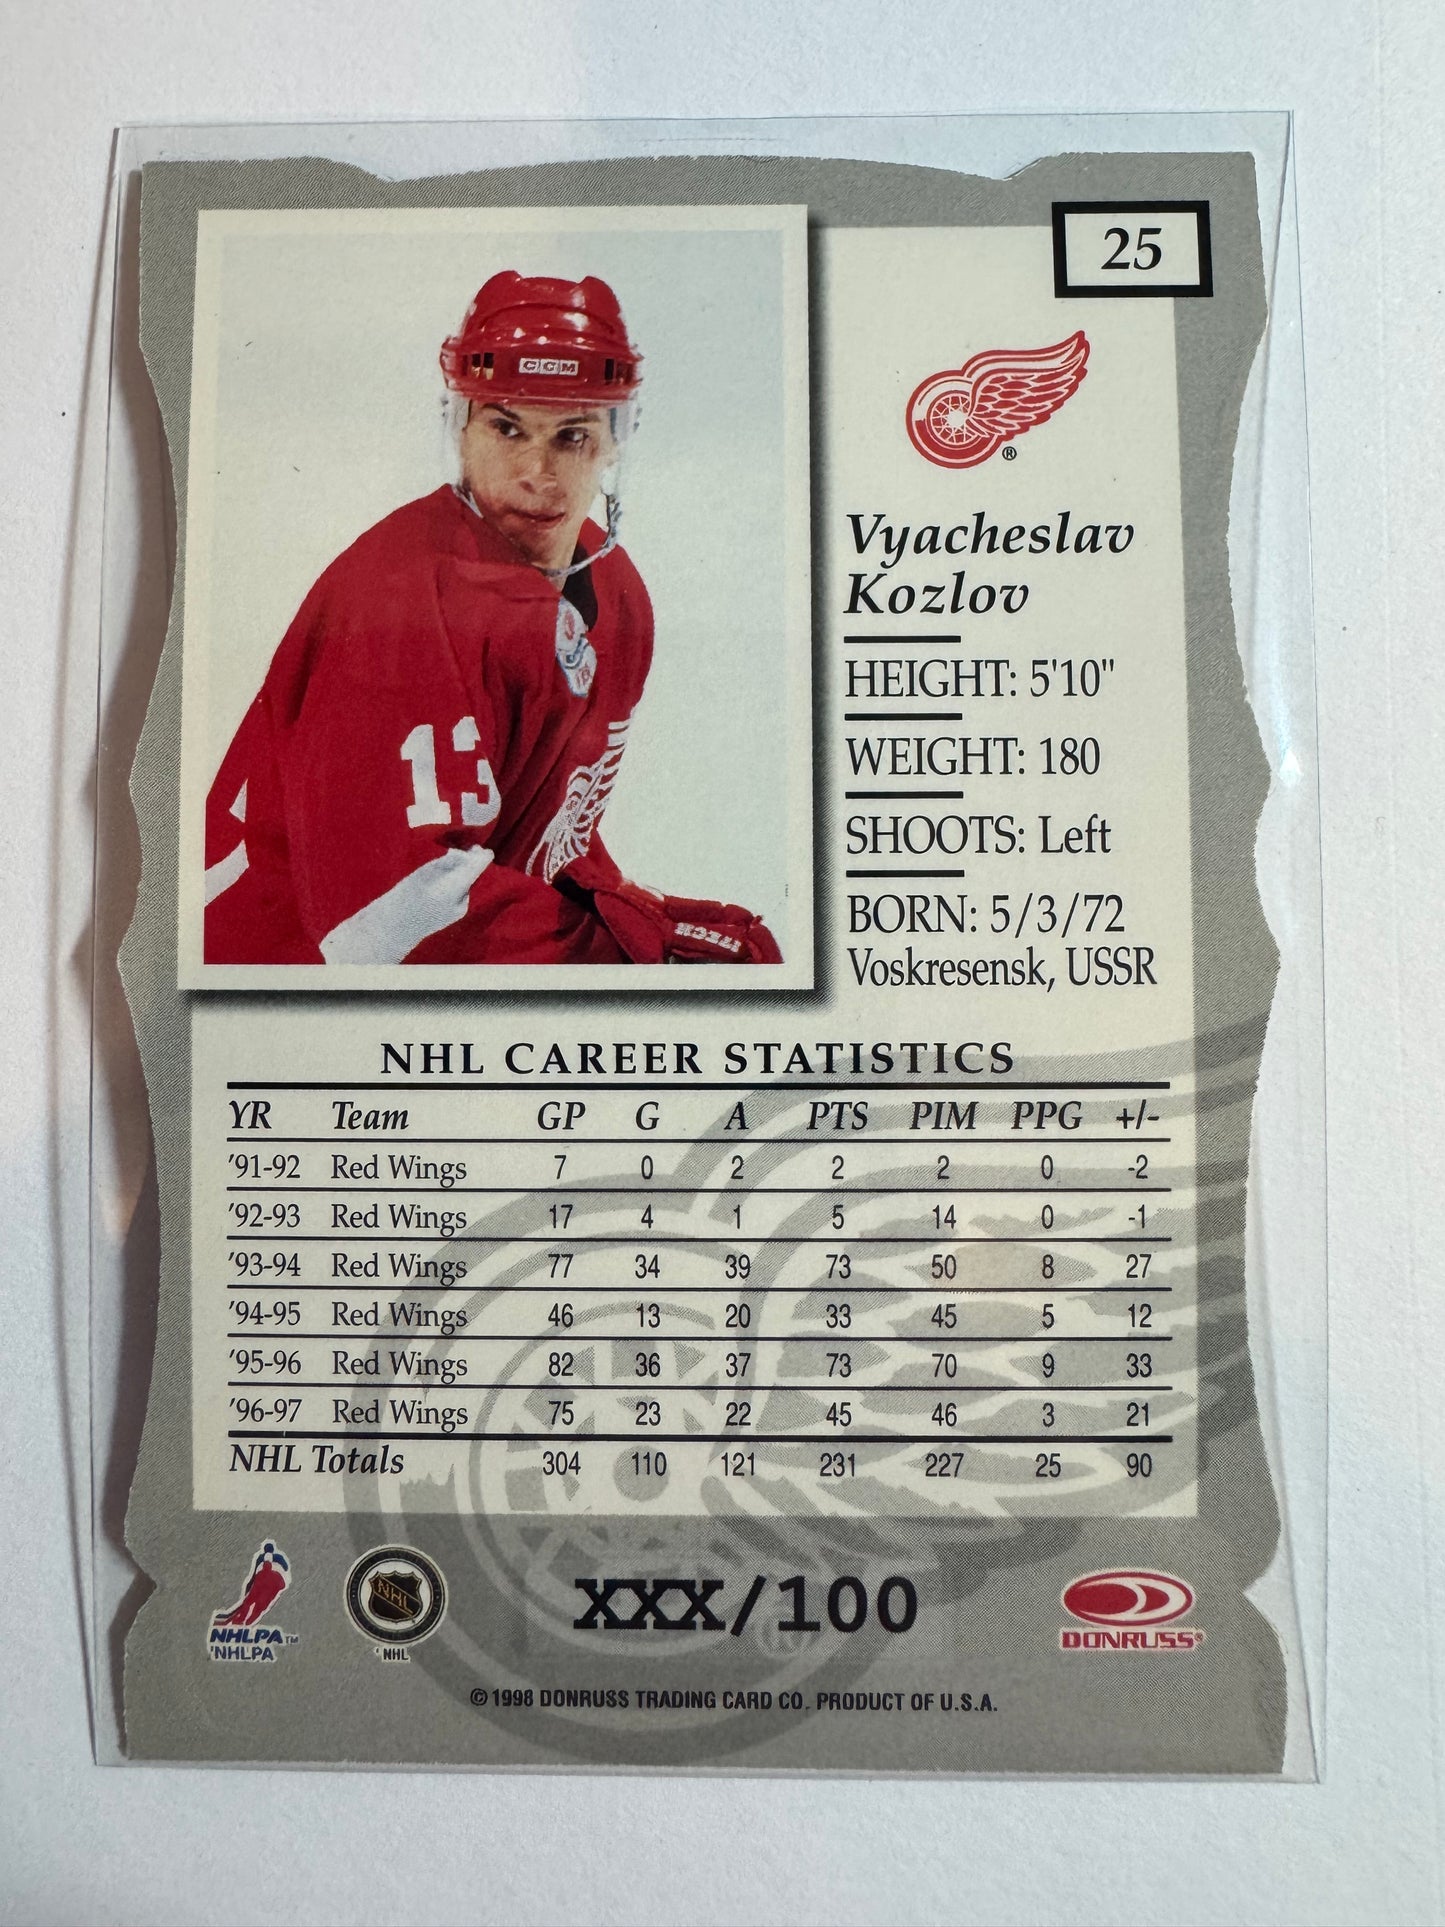 25
CCM
13
ITECH
®
Vyacheslav
Kozlov
HEIGHT: 5'10"
WEIGHT: 180
SHOOTS: Left
BORN: 5/3/72
Voskresensk, USSR
NHL CAREER STATISTICS
YR Team GP G A PTS PIM PPG +/-
'91-92 Red Wings 7 0 2 2 2 0 -2
'92-93 Red Wings 17 4 1 5 14 0 -1
'93-94 Red Wings 77 34 39 73 50 8 27
'94-95 Red Wings 46 13 20 33 45 5 12
'95-96 Red Wings 82 36 37 73 70 9 33
'96-97 Red Wings 75 23 22 45 46 3 21
NHL Totals 304 110 121 231 227 25 90
NHL
XXX/100
NHLPA™
'NHLPA
'NHL
DONRUSS®
©1998 DONRUSS TRADING CARD CO. PRODUCT OF U.S.A.